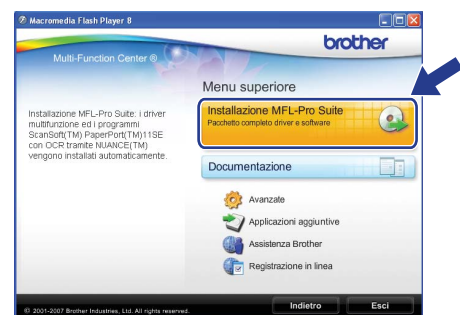 Macromedia Flash Player 8
brother
Multi-Function Center ®
Menu superiore
Installazione MFL-Pro Suite: i driver
multifunzione ed i programmi
ScanSoft(TM) PaperPort(TM)11SE
con OCR tramite NUANCE(TM)
vengono installati automaticamente.
Installazione MFL-Pro Suite
Pacchetto completo driver e software
Documentazione
Avanzate
Applicazioni aggiuntive
Assistenza Brother
Registrazione in linea
© 2001-2007 Brother Industries, Ltd. All rights reserved.
Indietro
Esci